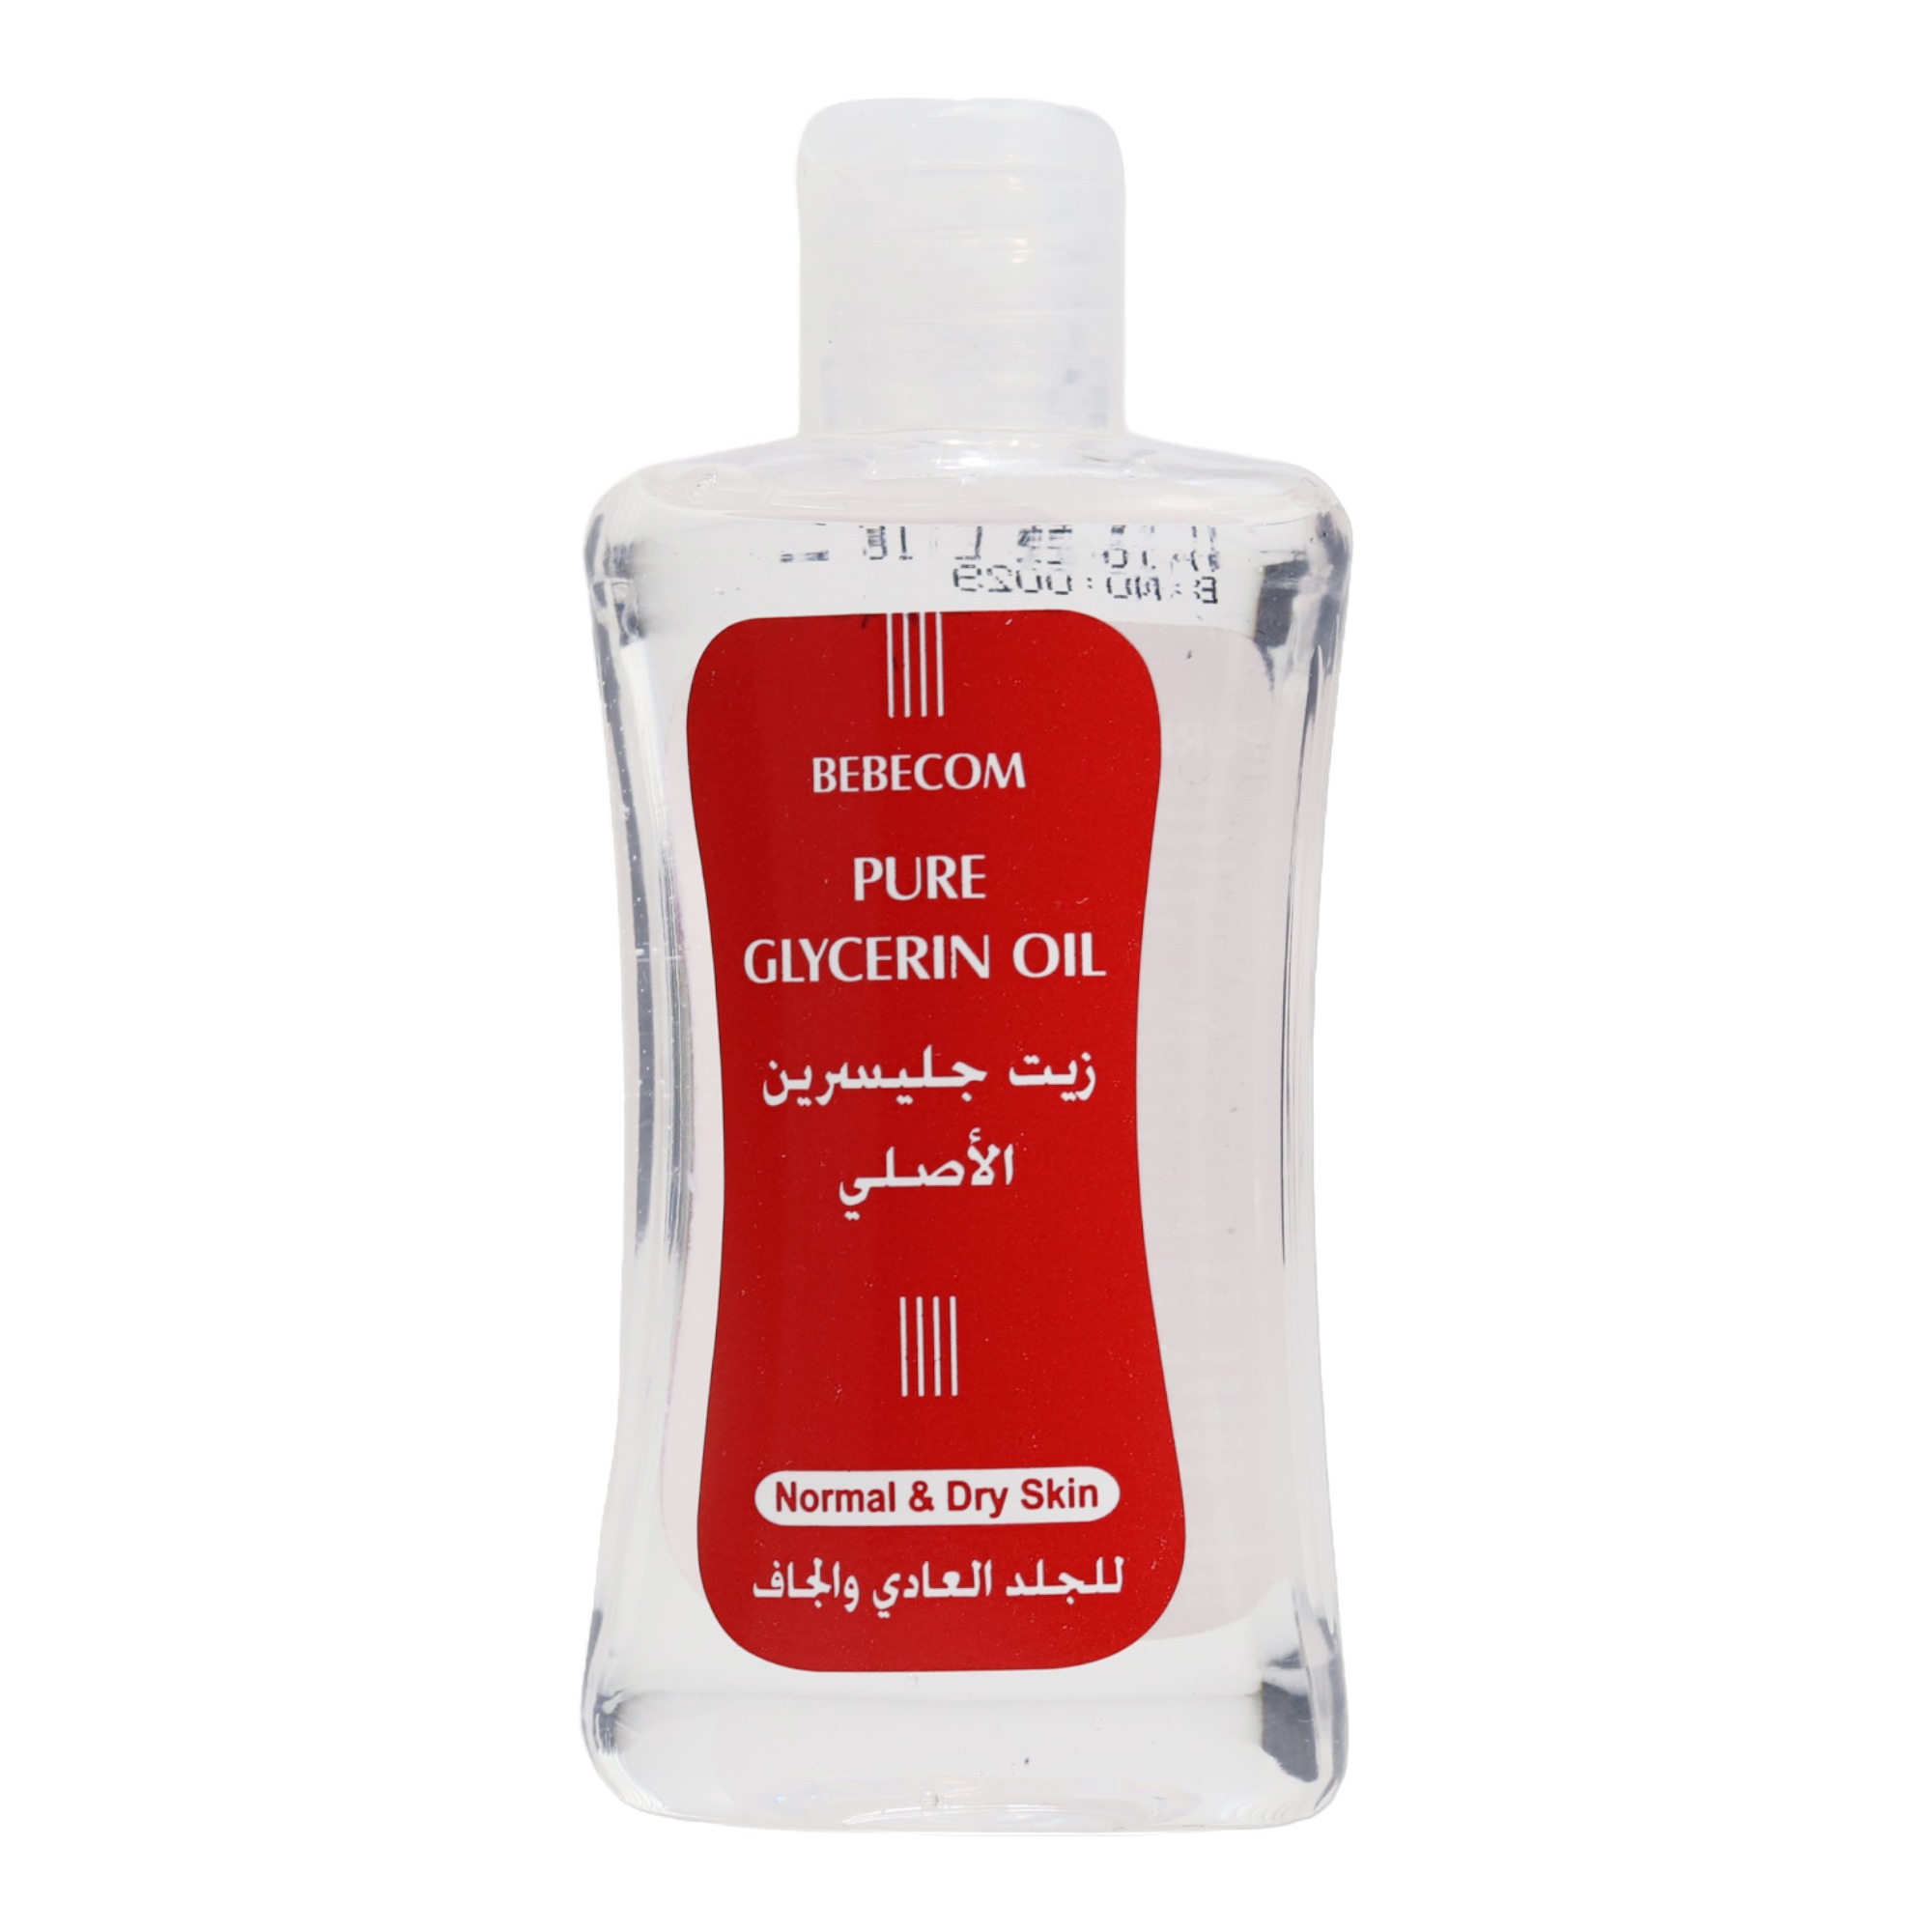 BEBECOM
PURE
GLYCERIN OIL
زيت جليسرين
الأصلي
Normal & Dry Skin
للجلد العادي والجاف